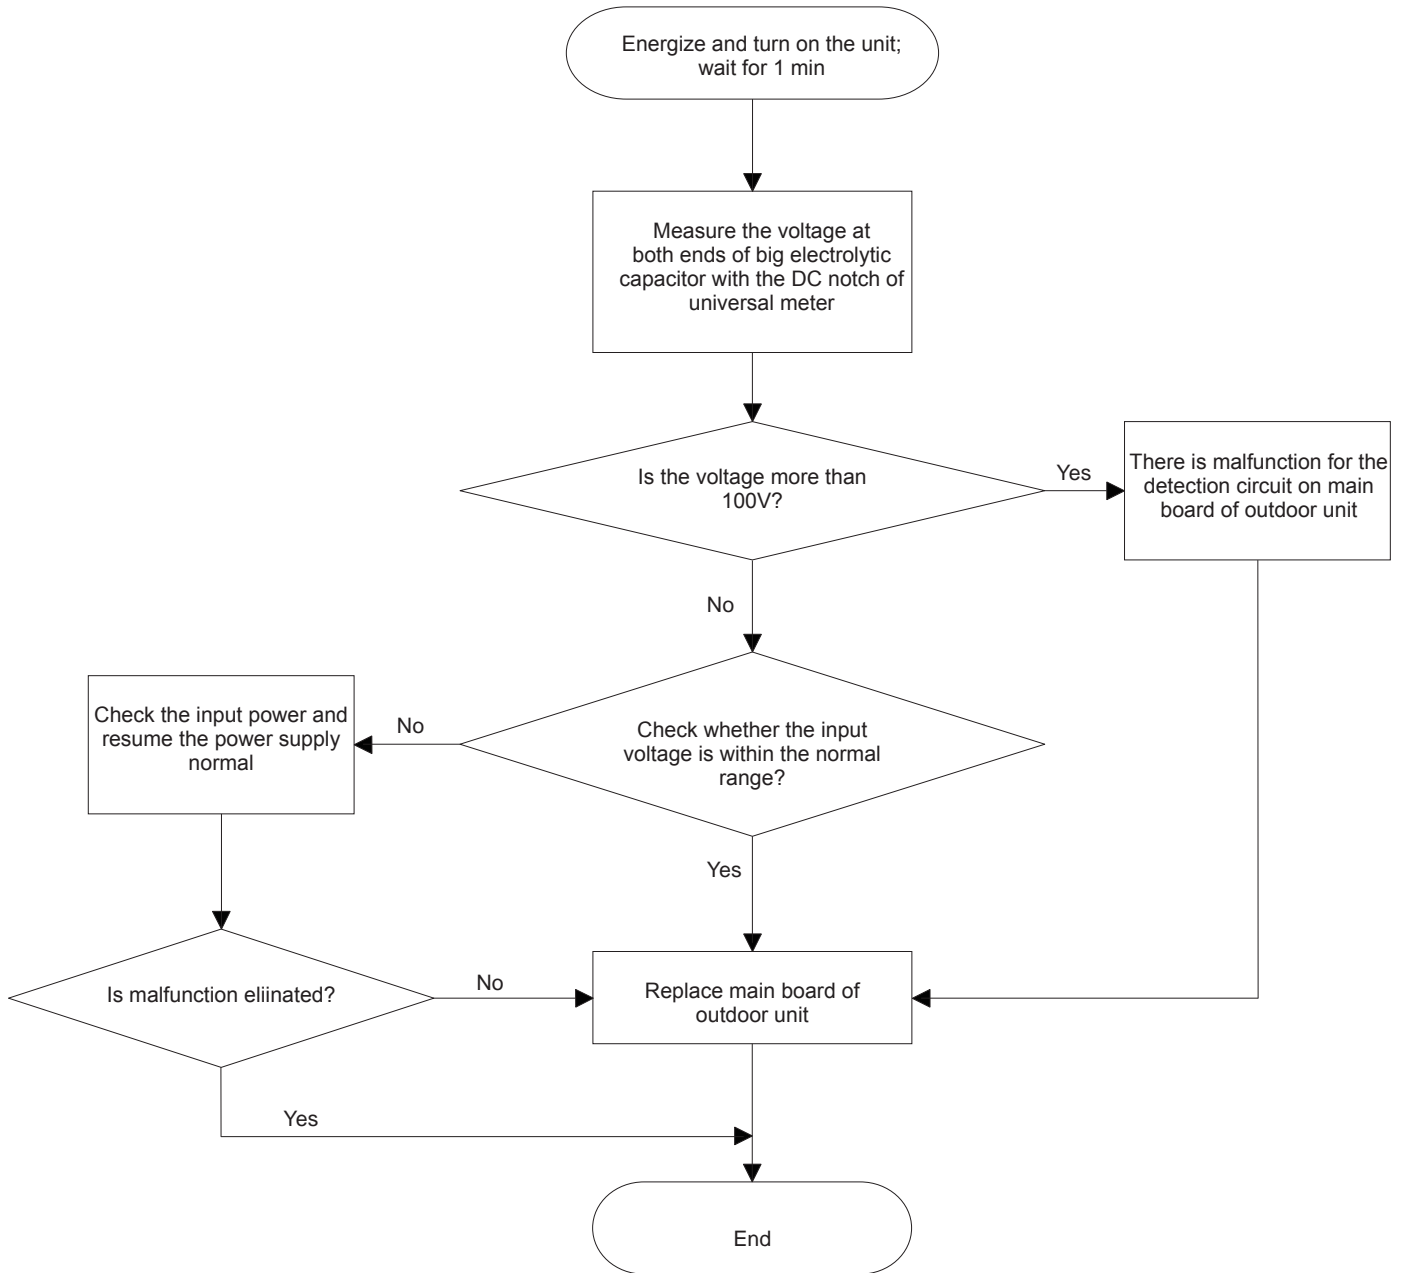 Energize and turn on the unit;
wait for 1 min
Measure the voltage at
both ends of big electrolytic
capacitor with the DC notch of
universal meter
Is the voltage more than
100V?
Yes
There is malfunction for the
detection circuit on main
board of outdoor unit
No
Check whether the input
voltage is within the normal
range?
No
Check the input power and
resume the power supply
normal
Yes
Is malfunction eliinated?
No
Replace main board of
outdoor unit
Yes
End